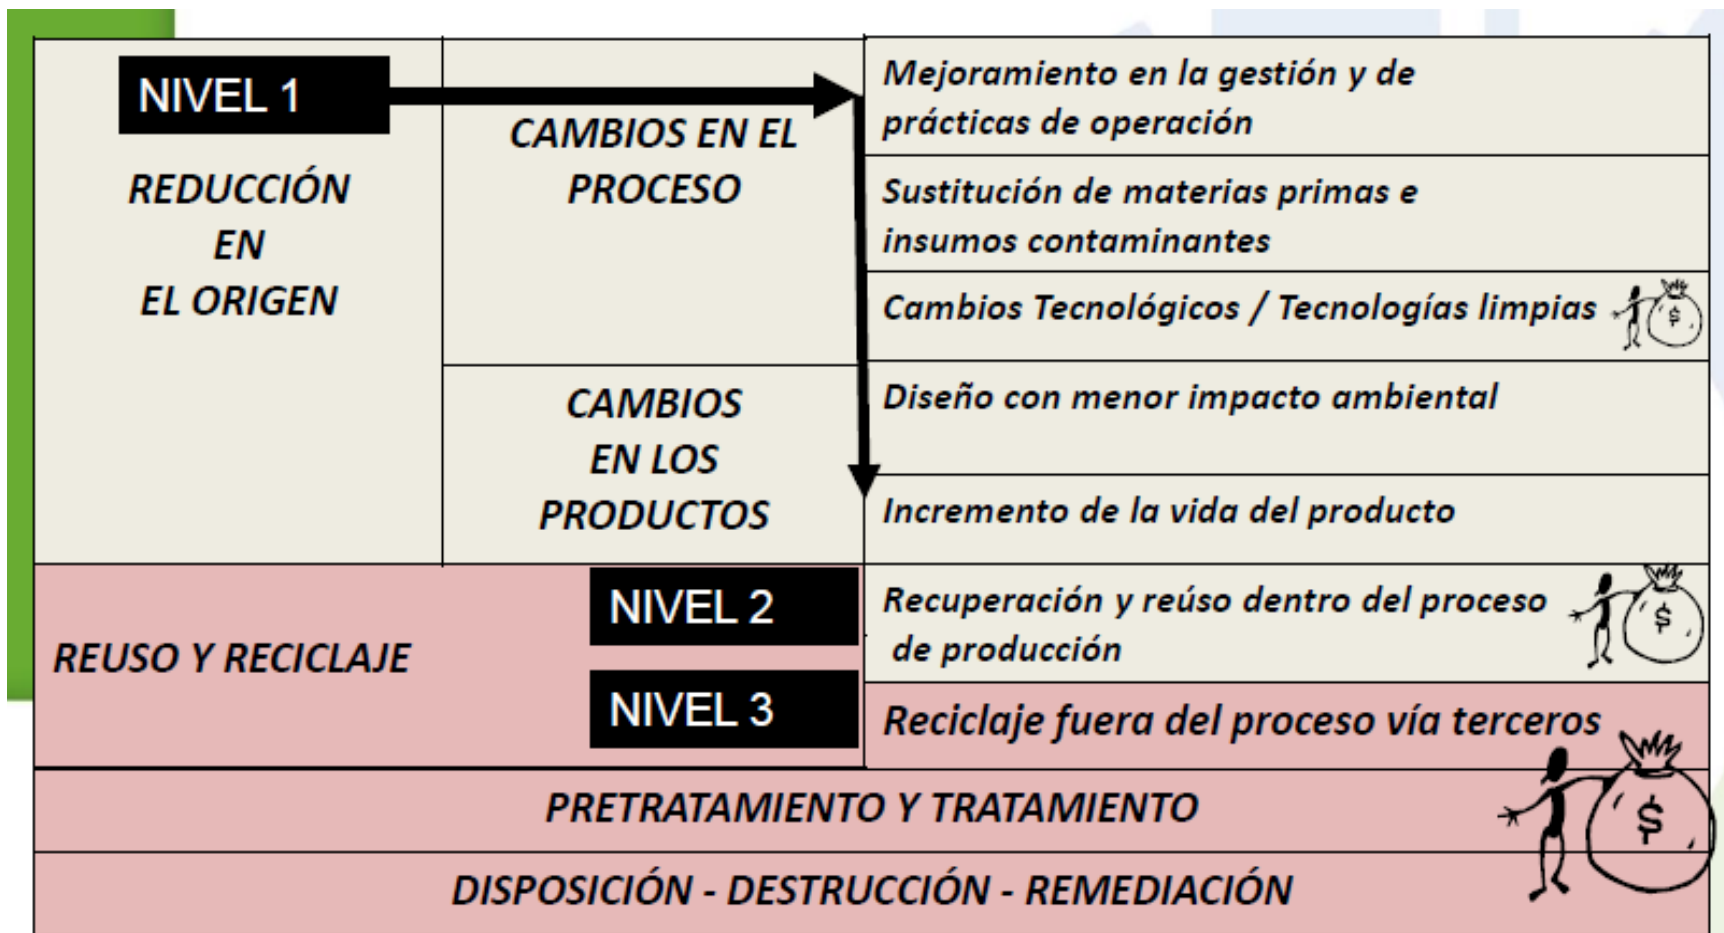 NIVEL 1
REDUCCIÓN
EN
EL ORIGEN
CAMBIOS EN EL
PROCESO
Mejoramiento en la gestión y de
prácticas de operación
Sustitución de materias primas e
insumos contaminantes
Cambios Tecnológicos / Tecnologías limpias
$
CAMBIOS
EN LOS
PRODUCTOS
Diseño con menor impacto ambiental
Incremento de la vida del producto
REUSO Y RECICLAJE
NIVEL 2
Recuperación y reúso dentro del proceso
de producción
$
NIVEL 3
Reciclaje fuera del proceso vía terceros
PRETRATAMIENTO Y TRATAMIENTO
$
DISPOSICIÓN - DESTRUCCIÓN - REMEDIACIÓN